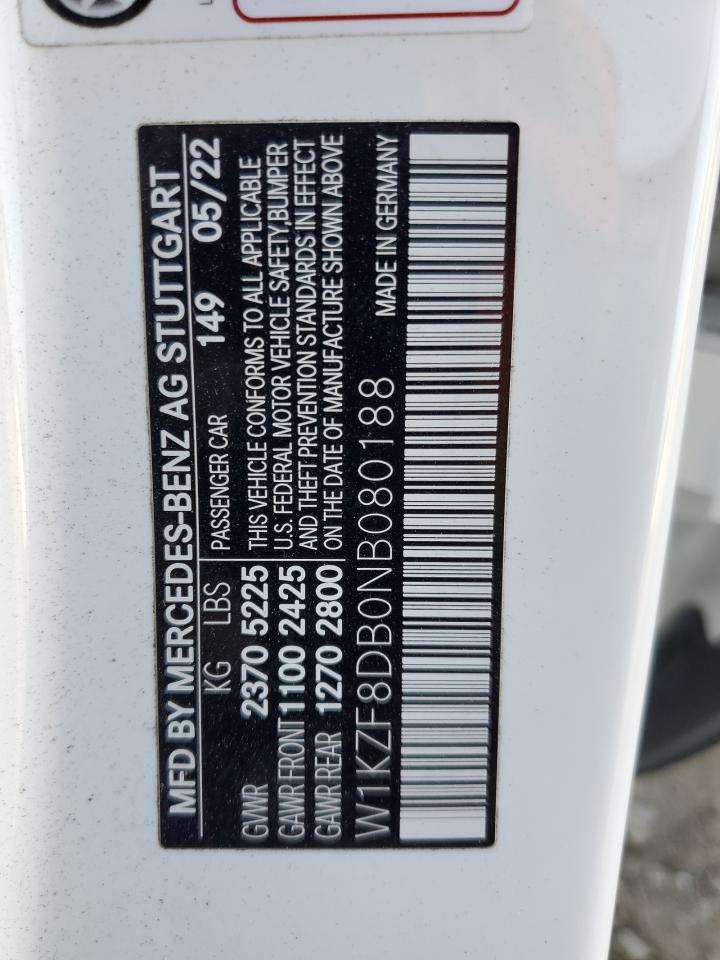 MFD BY MERCEDES-BENZ AG STUTTGART
KG LBS PASSENGER CAR 149 05/22
GVWR 2370 5225 THIS VEHICLE CONFORMS TO ALL APPLICABLE
U.S. FEDERAL MOTOR VEHICLE SAFETY,BUMPER
GAWR FRONT 1100 2425 AND THEFT PREVENTION STANDARDS IN EFFECT
GAWR REAR 1270 2800 ON THE DATE OF MANUFACTURE SHOWN ABOVE
W1KZF8DB0NB080188 MADE IN GERMANY